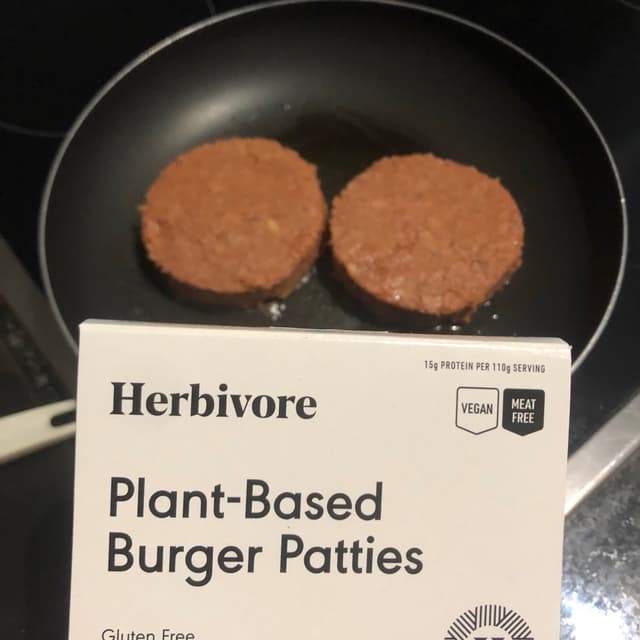 15g PROTEIN PER 110g SERVING
Herbivore
VEGAN
MEAT
FREE
Plant-Based
Burger Patties
Gluten Free